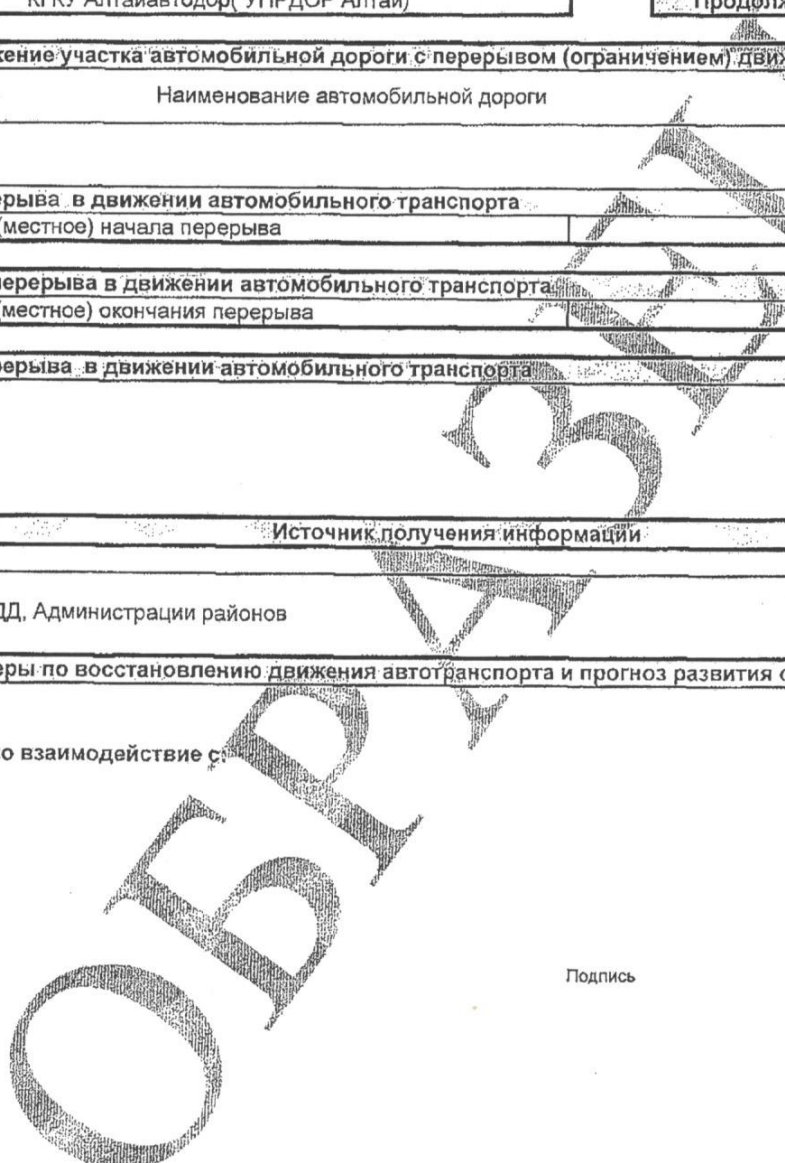 КГКУ Алтайавтодор( УПРДОР Алтай)
Продолж
жение участка автомобильной дороги с перерывом (ограничением) движ
Наименование автомобильной дороги
ерыва в движении автомобильного транспорта
(местное) начала перерыва
перерыва в движении автомобильного транспорта
(местное) окончания перерыва
ерыва в движении автомобильного транспорта
Источник получения информации
ДД, Администрации районов
еры по восстановлению движения автотранспорта и прогноз развития с
о взаимодействие с:
Подпись
ОБРАЗЕЦ